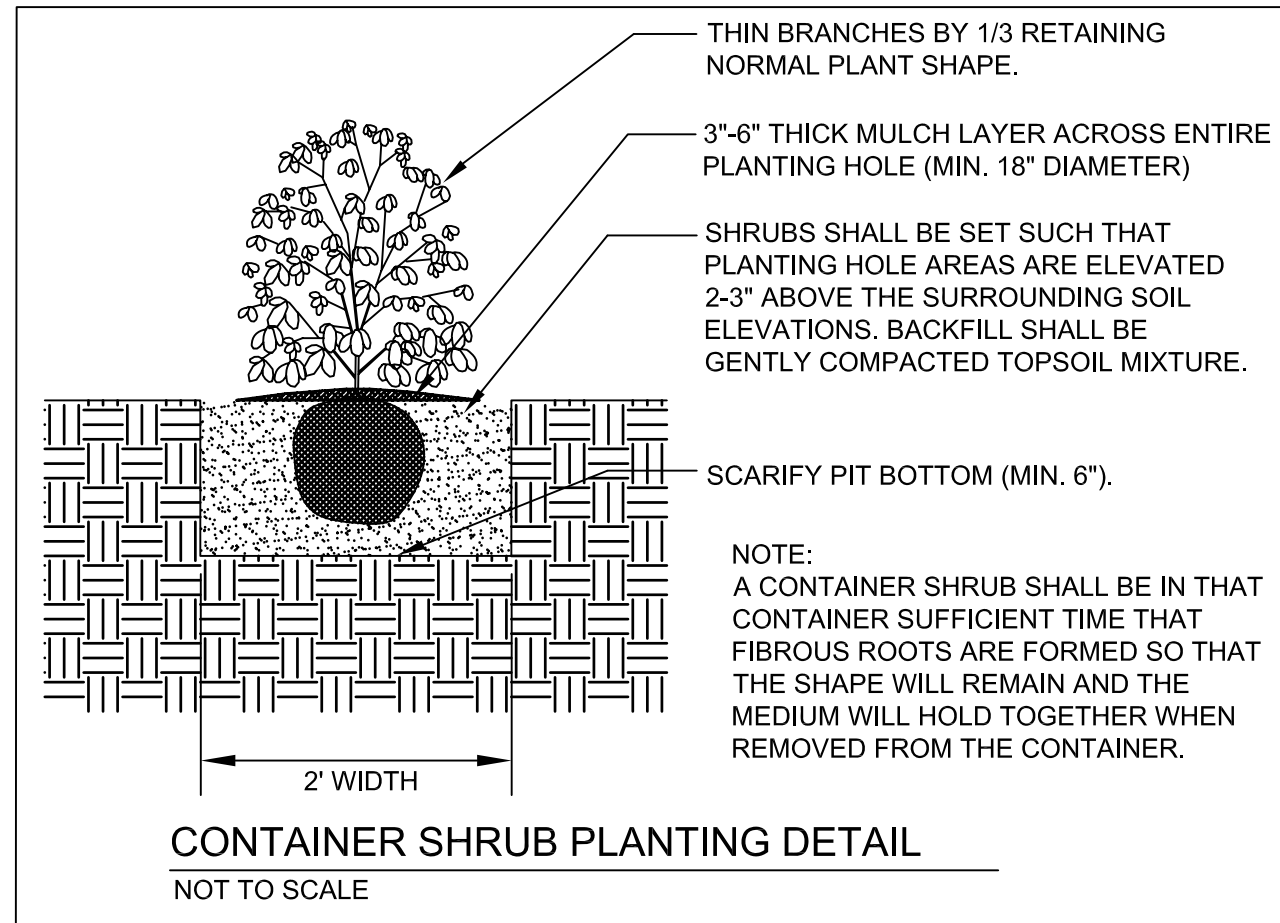 THIN BRANCHES BY 1/3 RETAINING
NORMAL PLANT SHAPE.
3"-6" THICK MULCH LAYER ACROSS ENTIRE
PLANTING HOLE (MIN. 18" DIAMETER)
SHRUBS SHALL BE SET SUCH THAT
PLANTING HOLE AREAS ARE ELEVATED
2-3" ABOVE THE SURROUNDING SOIL
ELEVATIONS. BACKFILL SHALL BE
GENTLY COMPACTED TOPSOIL MIXTURE.
SCARIFY PIT BOTTOM (MIN. 6").
NOTE:
A CONTAINER SHRUB SHALL BE IN THAT
CONTAINER SUFFICIENT TIME THAT
FIBROUS ROOTS ARE FORMED SO THAT
THE SHAPE WILL REMAIN AND THE
MEDIUM WILL HOLD TOGETHER WHEN
REMOVED FROM THE CONTAINER.
2' WIDTH
CONTAINER SHRUB PLANTING DETAIL
NOT TO SCALE